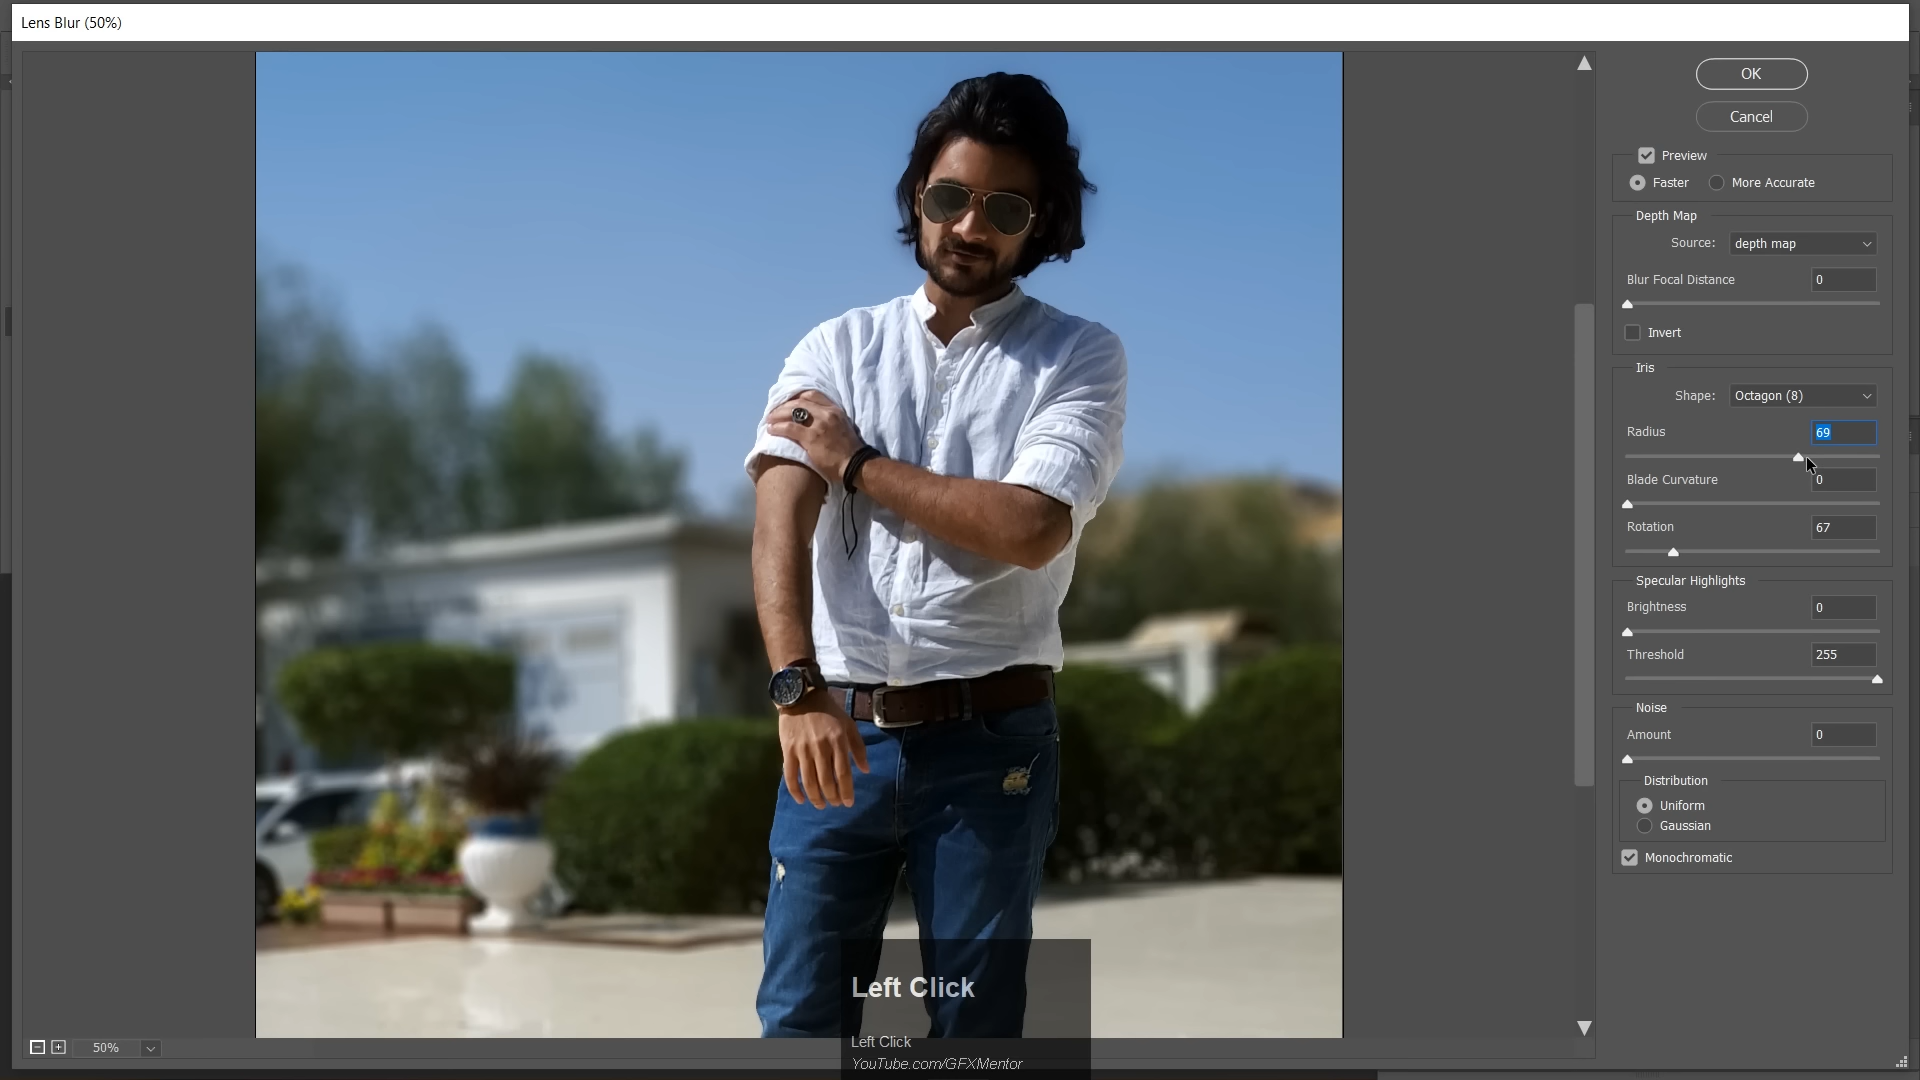 Lens Blur (50%)
OK
Cancel
Preview
Faster
More Accurate
Depth Map
Source:
depth map
Blur Focal Distance
0
Invert
Iris
Shape:
Octagon (8)
Radius
69
Blade Curvature
0
Rotation
67
Specular Highlights
Brightness
0
Threshold
255
Noise
Amount
0
Distribution
Uniform
Gaussian
Monochromatic
Left Click
Left Click
YouTube.com/GFXMentor
50%